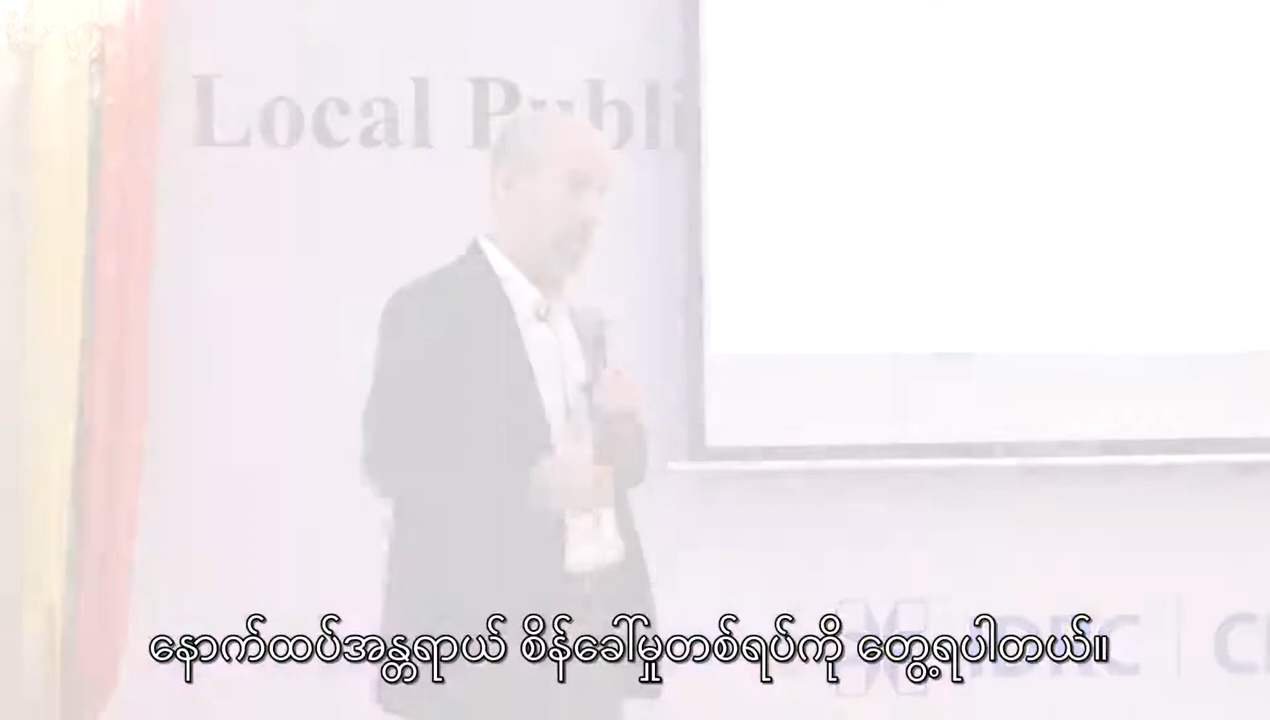 Local Publi
IDRC | C
နောက်ထပ်အန္တရာယ် စိန်ခေါ်မှုတစ်ရပ်ကို တွေ့ရပါတယ်။